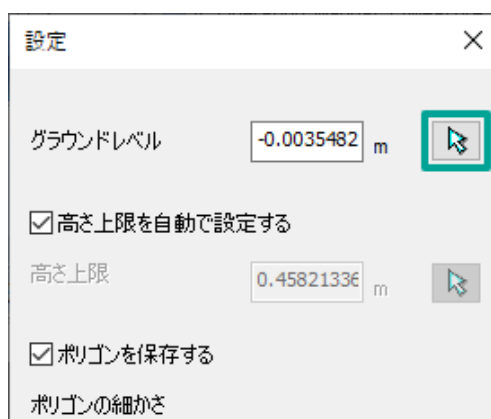 設定
グラウンドレベル -0.0035482 m
高さ上限を自動で設定する
高さ上限 0.45821336 m
ポリゴンを保存する
ポリゴンの細かさ